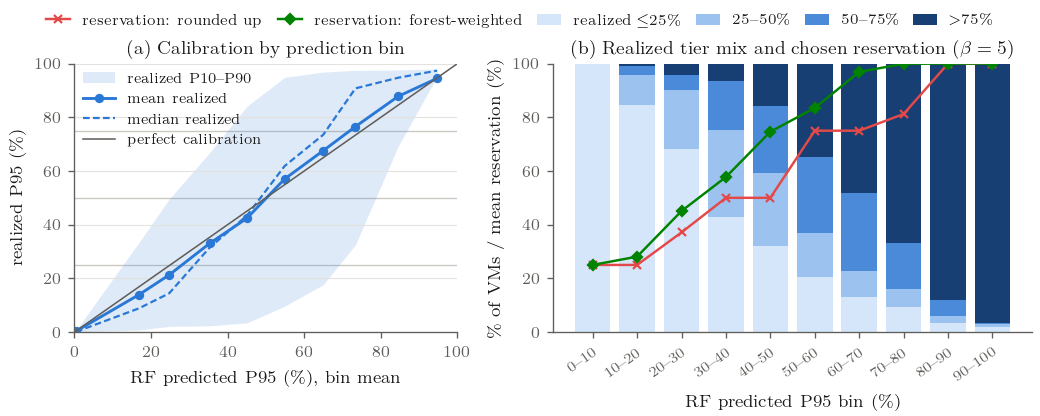 reservation: rounded up reservation: forest-weighted realized ≤25% 25–50% 50–75% >75%
(a) Calibration by prediction bin
realized P95 (%)
100
80
60
40
20
0
realized P10–P90
mean realized
median realized
perfect calibration
0 20 40 60 80 100
RF predicted P95 (%), bin mean
(b) Realized tier mix and chosen reservation (β = 5)
% of VMs / mean reservation (%)
100
80
60
40
20
0
0–10 10–20 20–30 30–40 40–50 50–60 60–70 70–80 80–90 90–100
RF predicted P95 bin (%)